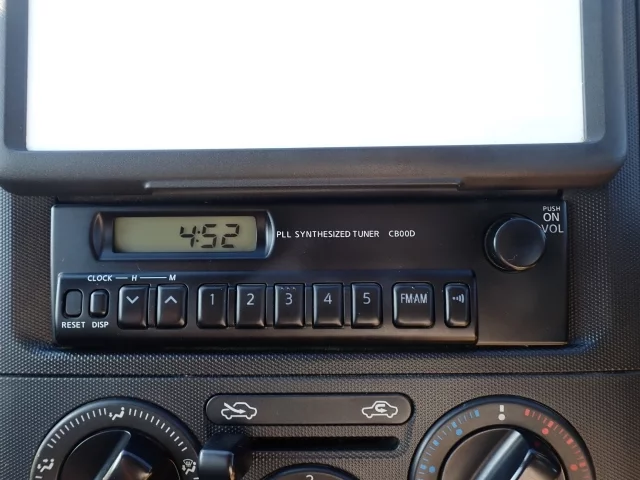 PUSH
ON
VOL
4:52
PLL SYNTHESIZED TUNER CB00D
CLOCK H M
1 2 3 4 5 FM·AM
RESET DISP